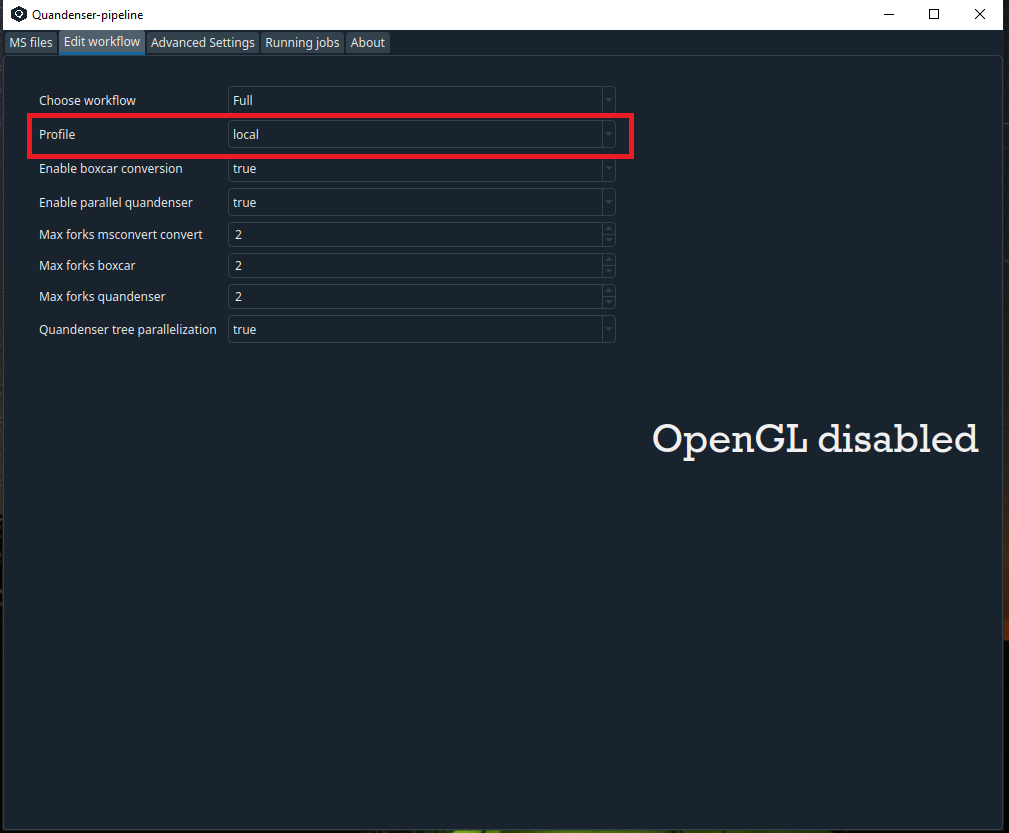 Quandenser-pipeline
MS files Edit workflow Advanced Settings Running jobs About
Choose workflow Full
Profile local
Enable boxcar conversion true
Enable parallel quandenser true
Max forks msconvert convert 2
Max forks boxcar 2
Max forks quandenser 2
Quandenser tree parallelization true
OpenGL disabled